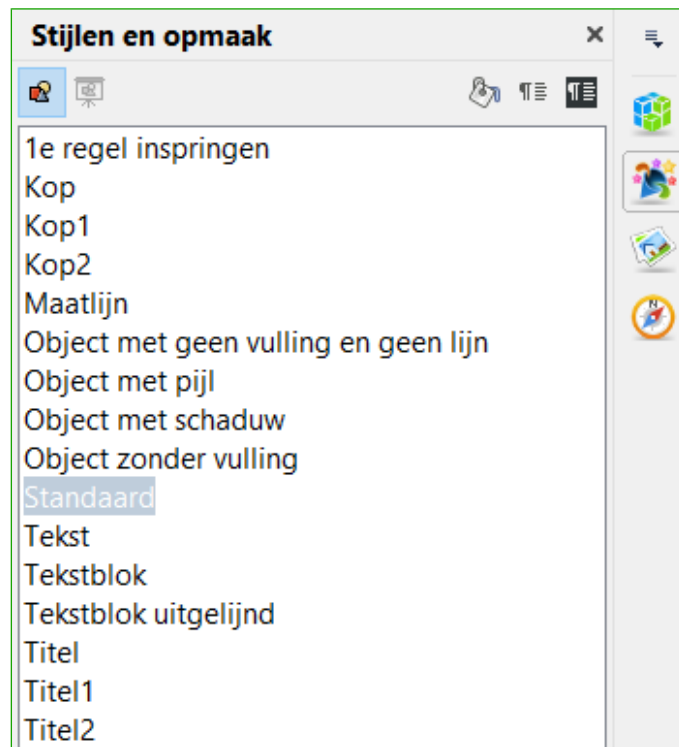 Stijlen en opmaak
1e regel inspringen
Kop
Kop1
Kop2
Maatlijn
Object met geen vulling en geen lijn
Object met pijl
Object met schaduw
Object zonder vulling
Standaard
Tekst
Tekstblok
Tekstblok uitgelijnd
Titel
Titel1
Titel2